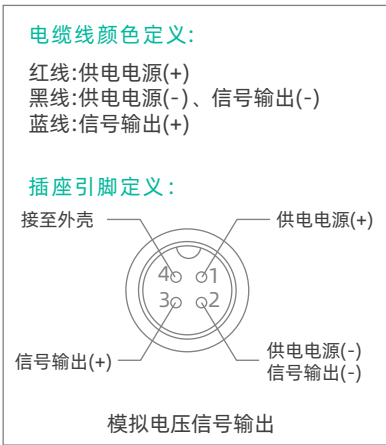 电缆线颜色定义:
红线:供电电源(+)
黑线:供电电源(-)、信号输出(-)
蓝线:信号输出(+)
插座引脚定义:
接至外壳
供电电源(+)
4
1
3
2
信号输出(+)
供电电源(-)
信号输出(-)
模拟电压信号输出